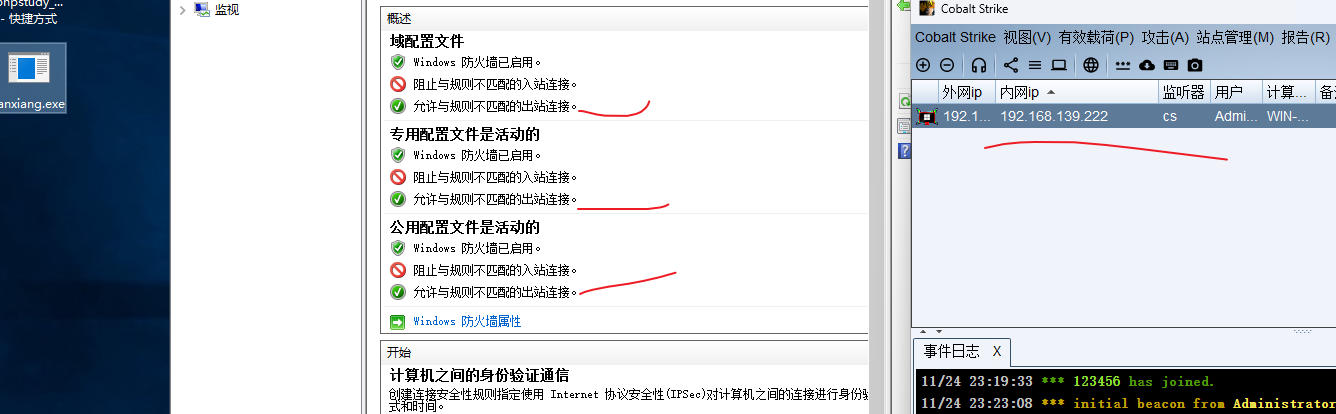 onpstudy_...
- 快捷方式
anxiang.exe
监视
概述
域配置文件
Windows 防火墙已启用。
阻止与规则不匹配的入站连接。
允许与规则不匹配的出站连接。
专用配置文件是活动的
Windows 防火墙已启用。
阻止与规则不匹配的入站连接。
允许与规则不匹配的出站连接。
公用配置文件是活动的
Windows 防火墙已启用。
阻止与规则不匹配的入站连接。
允许与规则不匹配的出站连接。
Windows 防火墙属性
开始
计算机之间的身份验证通信
创建连接安全性规则指定使用 Internet 协议安全性(IPSec)对计算机之间的连接进行身份验
式和时间。
Cobalt Strike
Cobalt Strike 视图(V) 有效载荷(P) 攻击(A) 站点管理(M) 报告(R)
外网ip 内网ip 监听器 用户 计算... 备
192.1... 192.168.139.222 cs Admi... WIN-...
事件日志 X
11/24 23:19:33 *** 123456 has joined.
11/24 23:23:08 *** initial beacon from Administrator